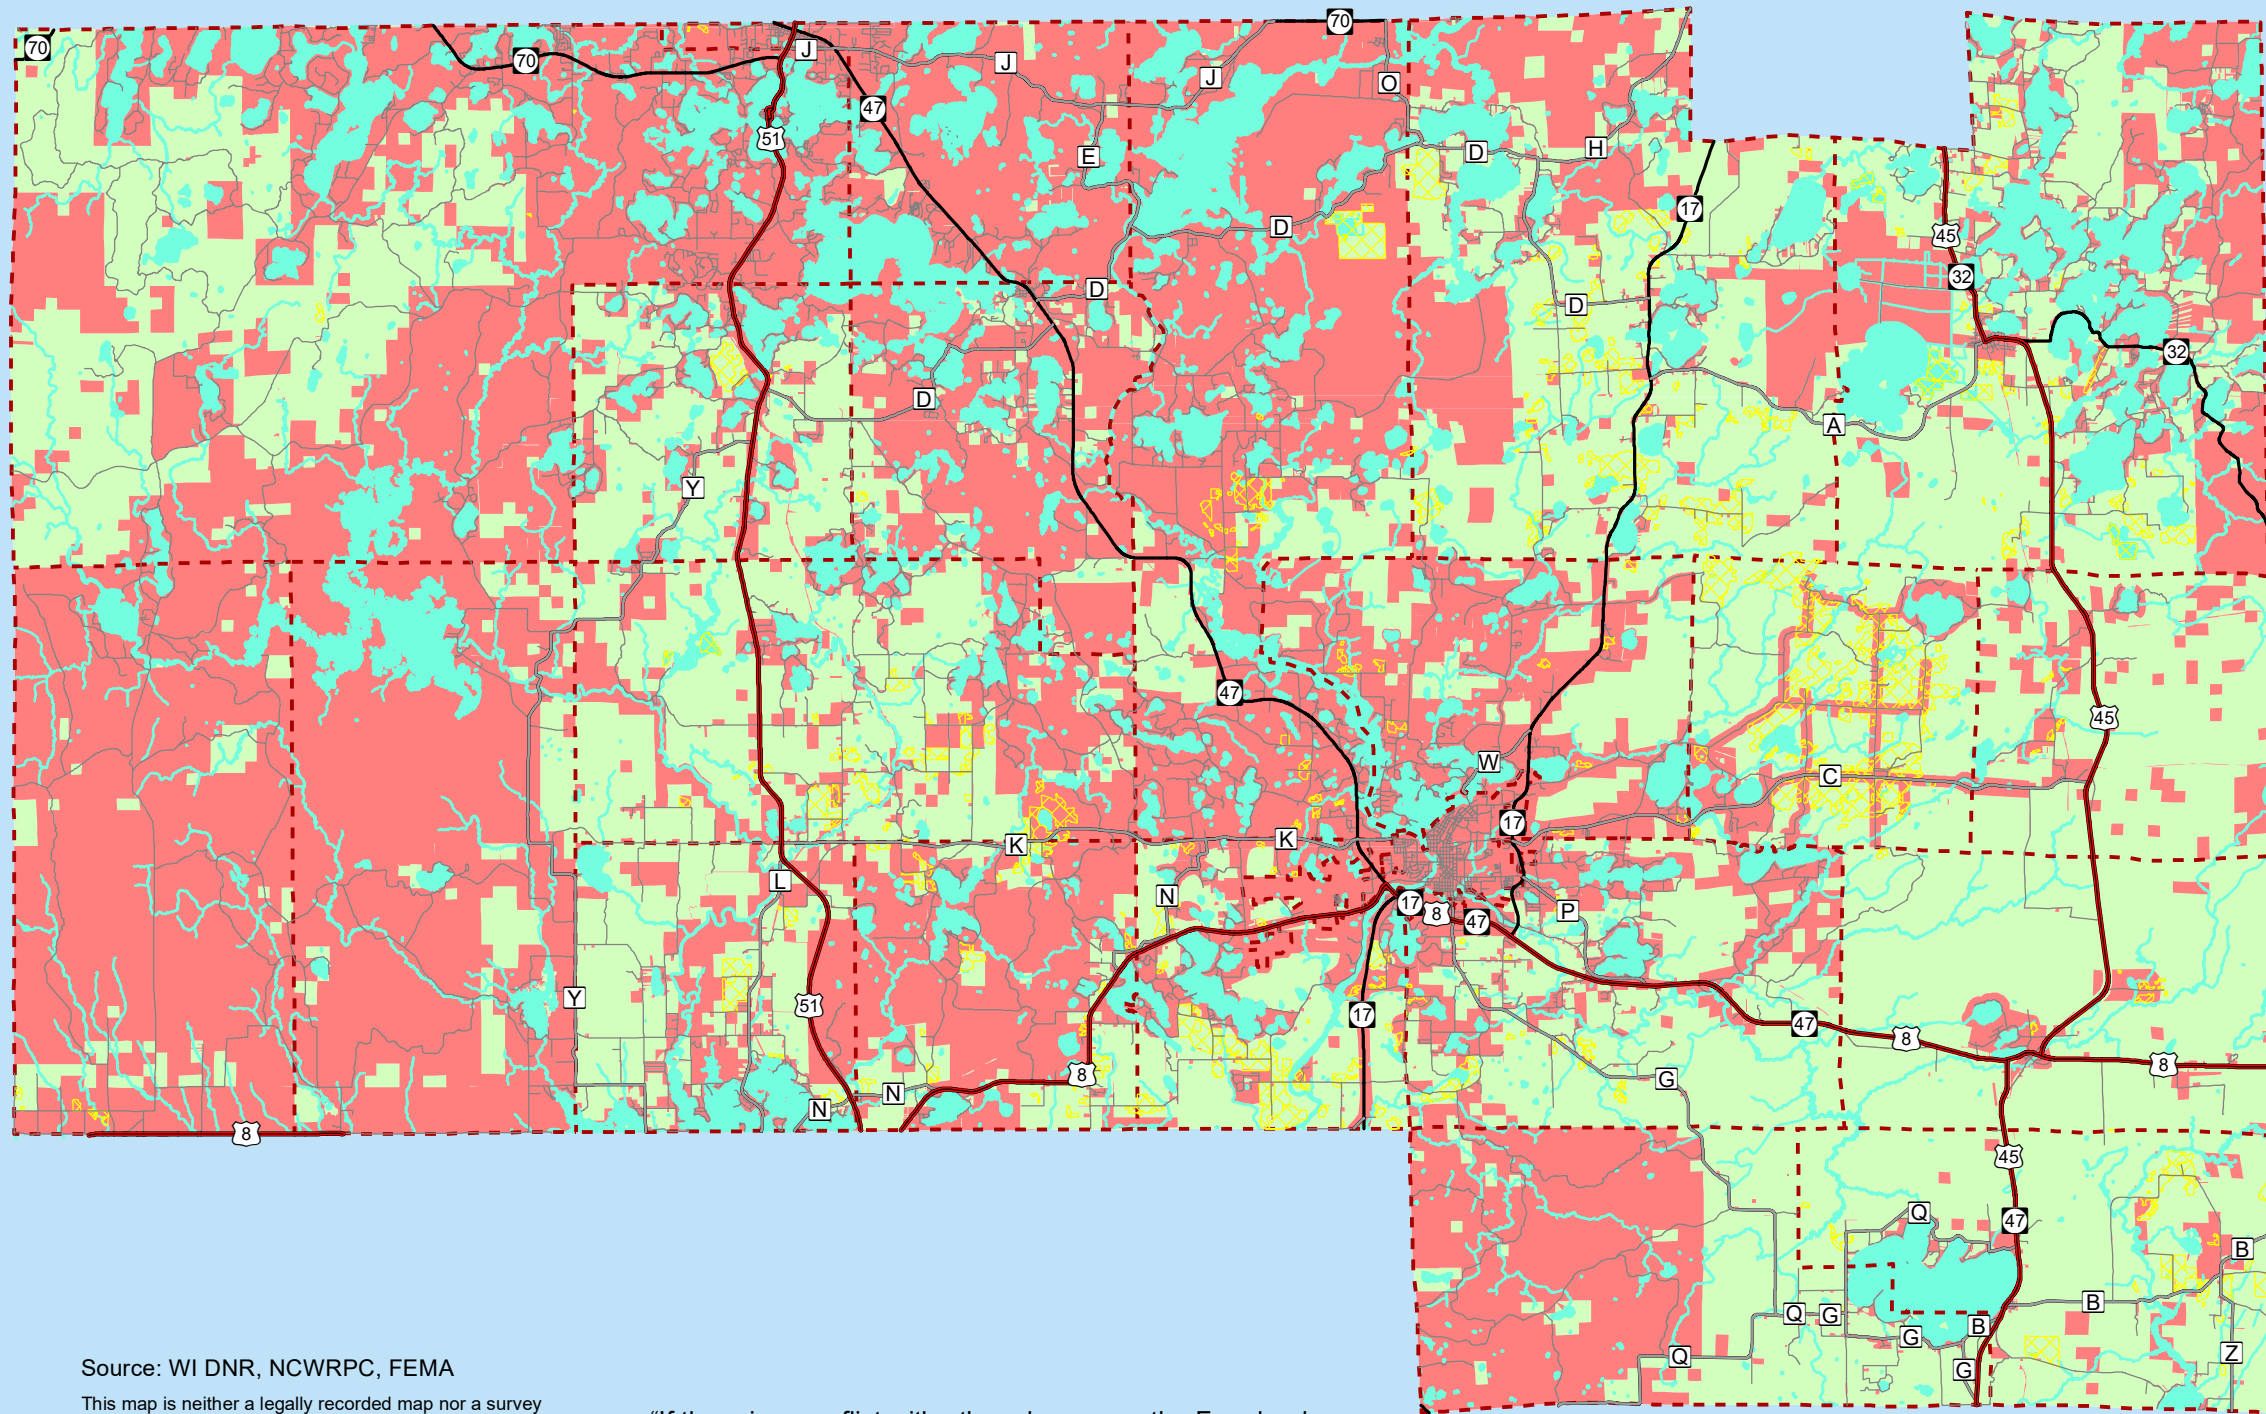 70
70
70
J
J
J
O
47
51
E
D
H
17
D
45
32
D
D
D
32
D
A
Y
47
45
W
C
17
K
K
L
N
17
8
47
P
Y
51
17
47
8
8
8
G
N
N
8
45
Q
47
B
B
Q
G
B
G
Z
Q
G
Source: WI DNR, NCWRPC, FEMA
This map is neither a legally recorded map nor a survey